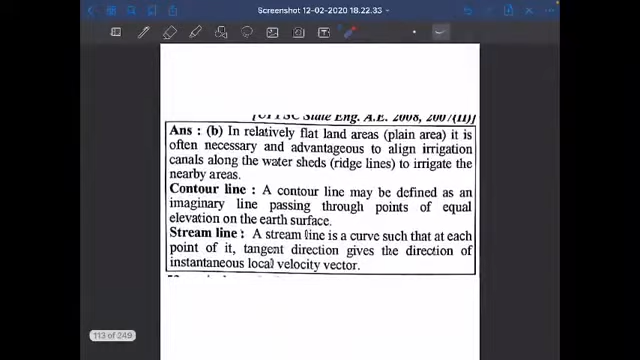 Screenshot 12-02-2020 18.22.33
[UPPSC State Eng. A.E. 2008, 2007(II)]
Ans : (b) In relatively flat land areas (plain area) it is
often necessary and advantageous to align irrigation
canals along the water sheds (ridge lines) to irrigate the
nearby areas.
Contour line : A contour line may be defined as an
imaginary line passing through points of equal
elevation on the earth surface.
Stream line : A stream line is a curve such that at each
point of it, tangent direction gives the direction of
instantaneous local velocity vector.
113 of 249